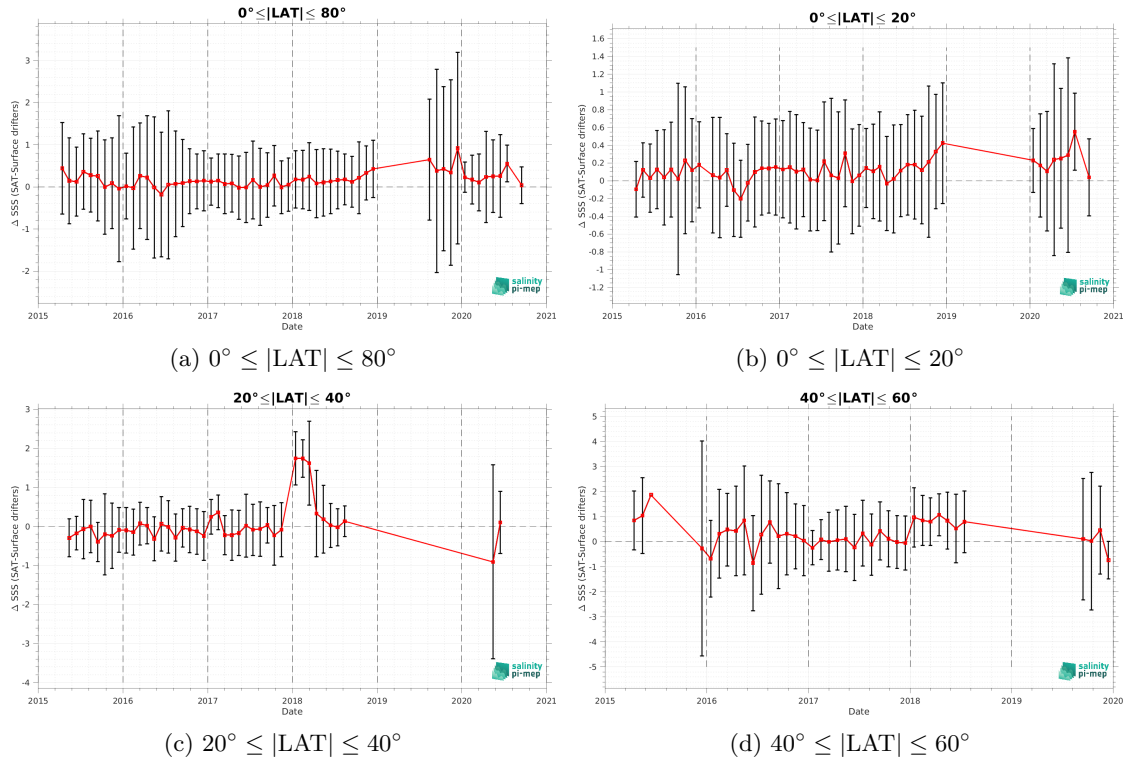 0°≤|LAT|≤ 80°
Δ SSS (SAT-Surface drifters)
3
2
1
0
-1
-2
salinity
pi-mep
2015 2016 2017 2018 2019 2020 2021
Date
(a) 0° ≤ |LAT| ≤ 80°
0°≤|LAT|≤ 20°
Δ SSS (SAT-Surface drifters)
1.6
1.4
1.2
1
0.8
0.6
0.4
0.2
0
-0.2
-0.4
-0.6
-0.8
-1
-1.2
salinity
pi-mep
2015 2016 2017 2018 2019 2020 2021
Date
(b) 0° ≤ |LAT| ≤ 20°
20°≤|LAT|≤ 40°
Δ SSS (SAT-Surface drifters)
3
2
1
0
-1
-2
-3
-4
salinity
pi-mep
2015 2016 2017 2018 2019 2020 2021
Date
(c) 20° ≤ |LAT| ≤ 40°
40°≤|LAT|≤ 60°
Δ SSS (SAT-Surface drifters)
5
4
3
2
1
0
-1
-2
-3
-4
-5
salinity
pi-mep
2015 2016 2017 2018 2019 2020
Date
(d) 40° ≤ |LAT| ≤ 60°